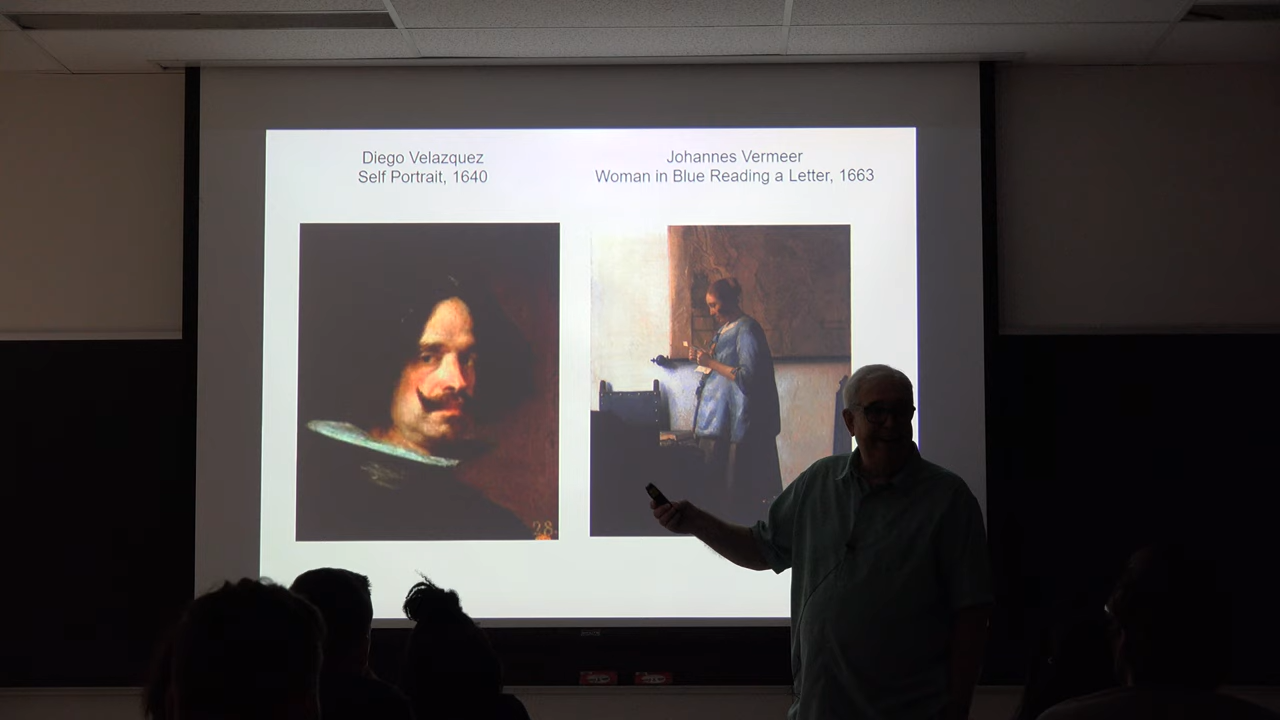 Diego Velazquez
Self Portrait, 1640
Johannes Vermeer
Woman in Blue Reading a Letter, 1663
28.